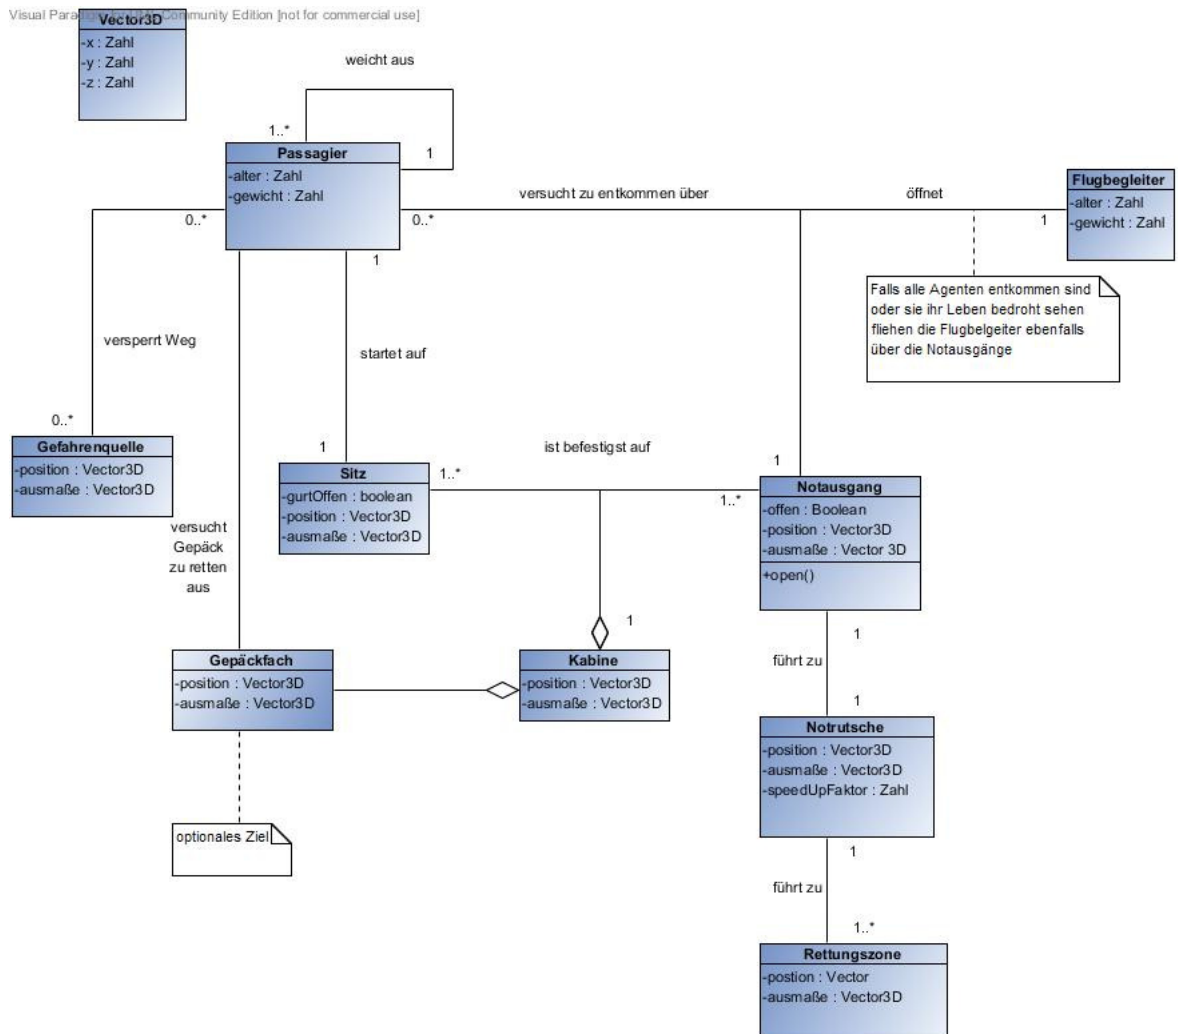 Visual Paradigm for UML Community Edition [not for commercial use]
Vector3D
-x : Zahl
-y : Zahl
-z : Zahl
weicht aus
1..*
1
Passagier
-alter : Zahl
-gewicht : Zahl
0..*
0..*
1
versucht zu entkommen über
öffnet
1
Flugbegleiter
-alter : Zahl
-gewicht : Zahl
Falls alle Agenten entkommen sind
oder sie ihr Leben bedroht sehen
fliehen die Flugbelgeiter ebenfalls
über die Notausgänge
versperrt Weg
startet auf
0..*
Gefahrenquelle
-position : Vector3D
-ausmaße : Vector3D
1
Sitz
-gurtOffen : boolean
-position : Vector3D
-ausmaße : Vector3D
1..*
ist befestigst auf
1..*
1
Notausgang
-offen : Boolean
-position : Vector3D
-ausmaße : Vector 3D
+open()
versucht
Gepäck
zu retten
aus
1
Gepäckfach
-position : Vector3D
-ausmaße : Vector3D
Kabine
-position : Vector3D
-ausmaße : Vector3D
1
führt zu
1
Notrutsche
-position : Vector3D
-ausmaße : Vector3D
-speedUpFaktor : Zahl
optionales Ziel
1
führt zu
1..*
Rettungszone
-postion : Vector
-ausmaße : Vector3D